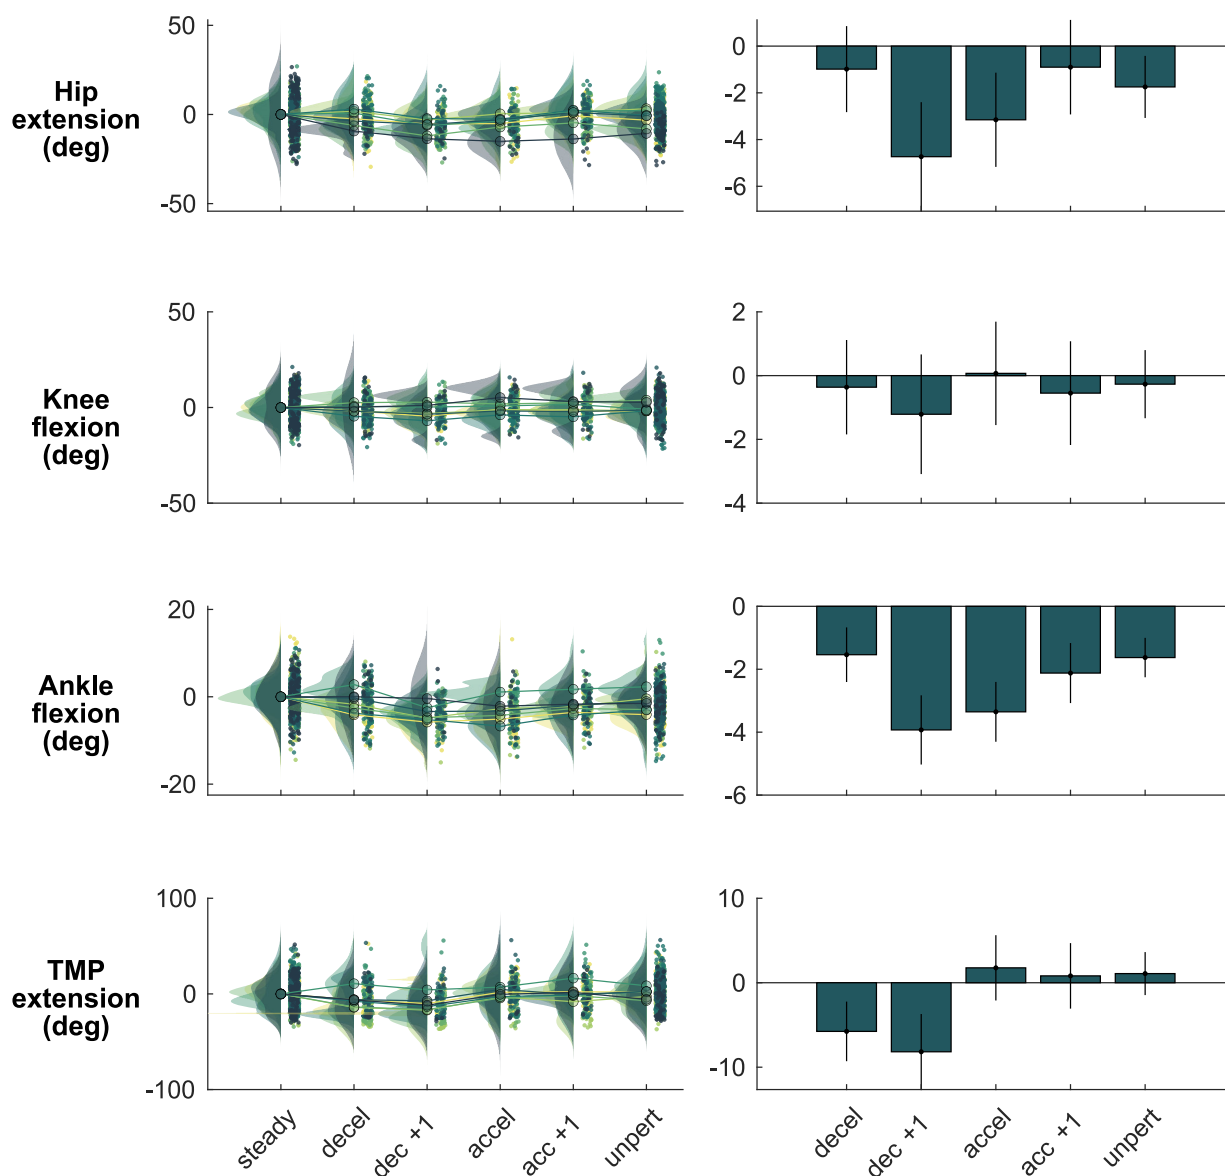 Hip
extension
(deg)
50
0
-50
0
-2
-4
-6
Knee
flexion
(deg)
50
0
-50
2
0
-2
-4
Ankle
flexion
(deg)
20
0
-20
0
-2
-4
-6
TMP
extension
(deg)
100
0
-100
10
0
-10
steady
decel
dec +1
accel
acc +1
unpert
decel
dec +1
accel
acc +1
unpert